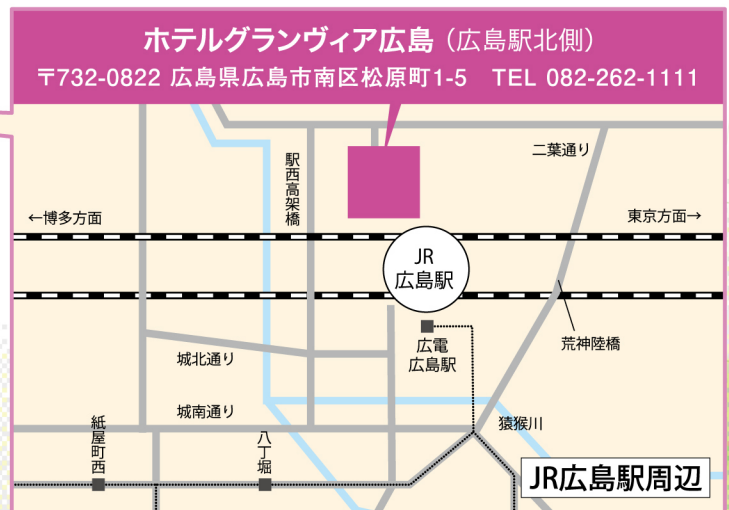 ホテルグランヴィア広島（広島駅北側）
〒732-0822 広島県広島市南区松原町1-5　TEL 082-262-1111
二葉通り
駅西高架橋
←博多方面
東京方面→
JR
広島駅
広電
広島駅
荒神陸橋
城北通り
城南通り
猿猴川
紙屋町西
八丁堀
JR広島駅周辺